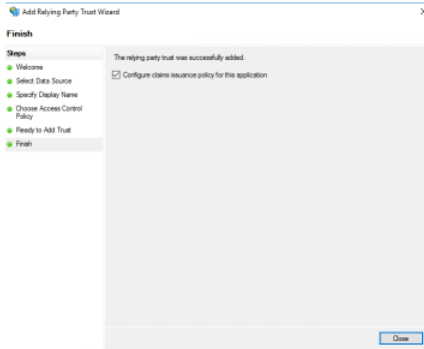 Add Relying Party Trust Wizard
Finish
Steps
Welcome
Select Data Source
Specify Display Name
Choose Access Control
Policy
Ready to Add Trust
Finish
The relying party trust was successfully added.
Configure claims issuance policy for this application
Close